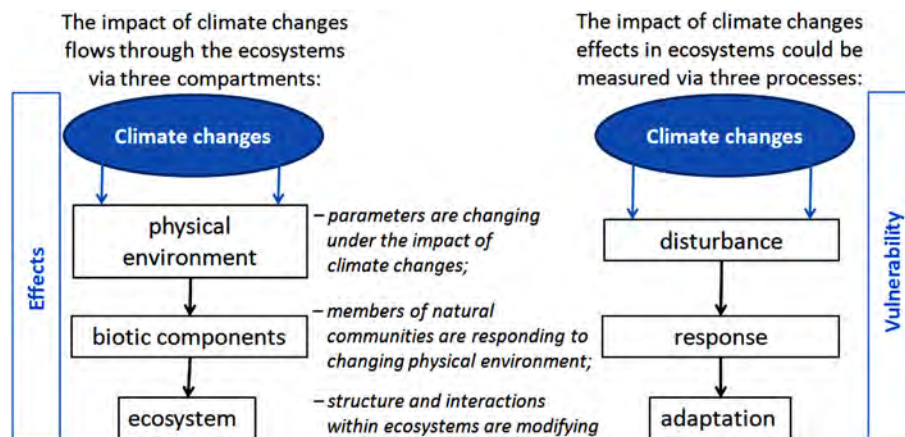 The impact of climate changes
flows through the ecosystems
via three compartments:
The impact of climate changes
effects in ecosystems could be
measured via three processes:
Effects
Climate changes
physical
environment
– parameters are changing
under the impact of
climate changes;
biotic components
– members of natural
communities are responding to
changing physical environment;
ecosystem
– structure and interactions
within ecosystems are modifying
Climate changes
disturbance
response
adaptation
Vulnerability